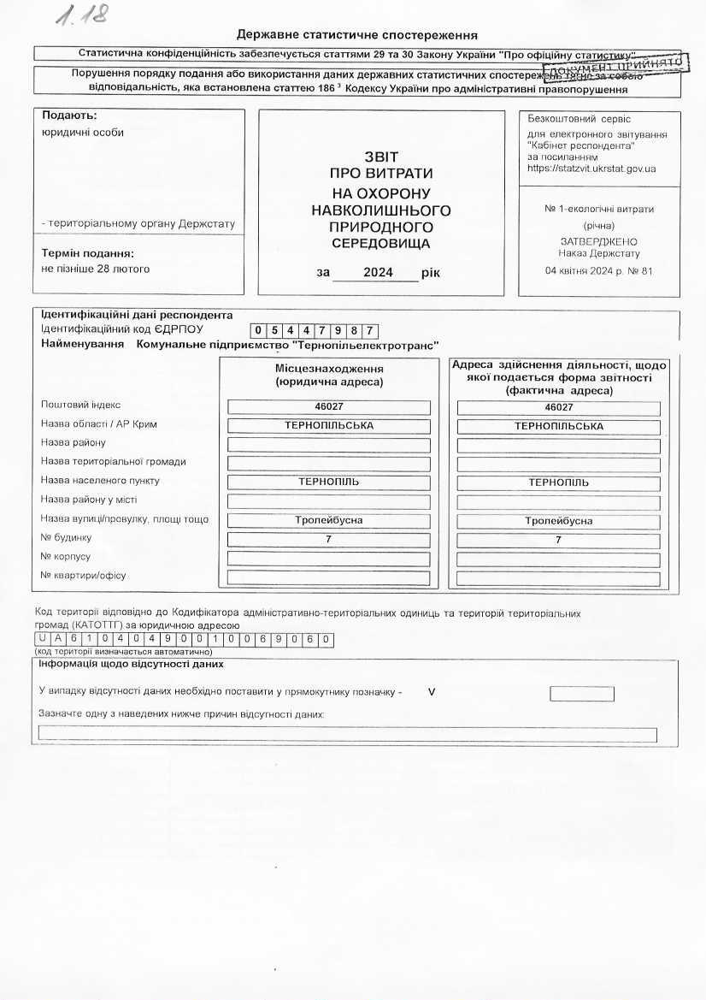 1.18
Державне статистичне спостереження
Статистична конфіденційність забезпечується статтями 29 та 30 Закону України "Про офіційну статистику"
ДОКУМЕНТ ПРИЙНЯТО
Порушення порядку подання або використання даних державних статистичних спостережень тягне за собою
відповідальність, яка встановлена статтею 186 3 Кодексу України про адміністративні правопорушення
Подають:
юридичні особи
- територіальному органу Держстату
Термін подання:
не пізніше 28 лютого
ЗВІТ
ПРО ВИТРАТИ
НА ОХОРОНУ
НАВКОЛИШНЬОГО
ПРИРОДНОГО
СЕРЕДОВИЩА
за 2024 рік
Безкоштовний сервіс
для електронного звітування
"Кабінет респондента"
за посиланням
https://statzvit.ukrstat.gov.ua
№ 1-екологічні витрати
(річна)
ЗАТВЕРДЖЕНО
Наказ Держстату
04 квітня 2024 р. № 81
Ідентифікаційні дані респондента
Ідентифікаційний код ЄДРПОУ 0 5 4 4 7 9 8 7
Найменування Комунальне підприємство "Тернопільелектротранс"
Місцезнаходження
(юридична адреса)
Адреса здійснення діяльності, щодо
якої подається форма звітності
(фактична адреса)
Поштовий індекс 46027 46027
Назва області / АР Крим ТЕРНОПІЛЬСЬКА ТЕРНОПІЛЬСЬКА
Назва району
Назва територіальної громади
Назва населеного пункту ТЕРНОПІЛЬ ТЕРНОПІЛЬ
Назва району у місті
Назва вулиці/провулку, площі тощо Тролейбусна Тролейбусна
№ будинку 7 7
№ корпусу
№ квартири/офісу
Код території відповідно до Кодифікатора адміністративно-територіальних одиниць та територій територіальних
громад (КАТОТТГ) за юридичною адресою
U A 6 1 0 4 0 4 9 0 0 1 0 0 6 9 0 6 0
(код території визначається автоматично)
Інформація щодо відсутності даних
У випадку відсутності даних необхідно поставити у прямокутнику позначку - V
Зазначте одну з наведених нижче причин відсутності даних: